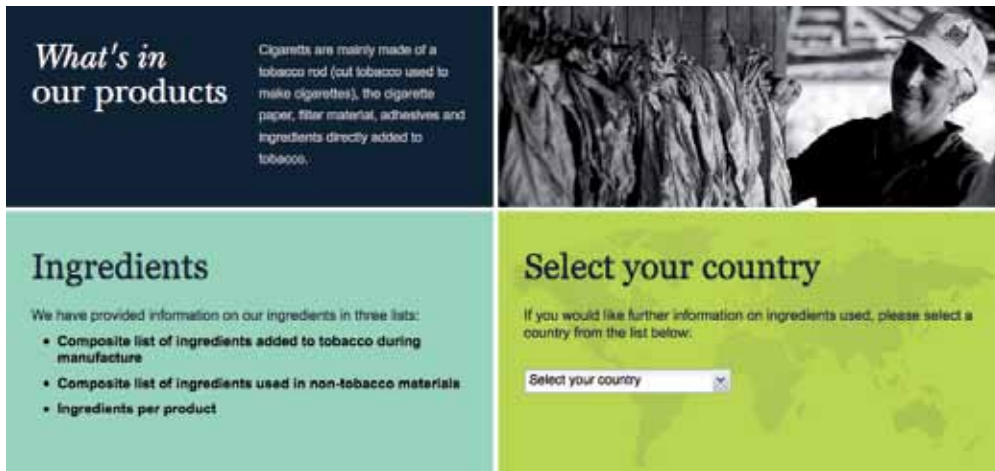 What's in
our products
Cigaretts are mainly made of a
tobacco rod (cut tobacco used to
make cigarettes), the cigarette
paper, filter material, adhesives and
ingredients directly added to
tobacco.
Ingredients
We have provided information on our ingredients in three lists:
• Composite list of ingredients added to tobacco during
manufacture
• Composite list of ingredients used in non-tobacco materials
• Ingredients per product
Select your country
If you would like further information on ingredients used, please select a
country from the list below:
Select your country